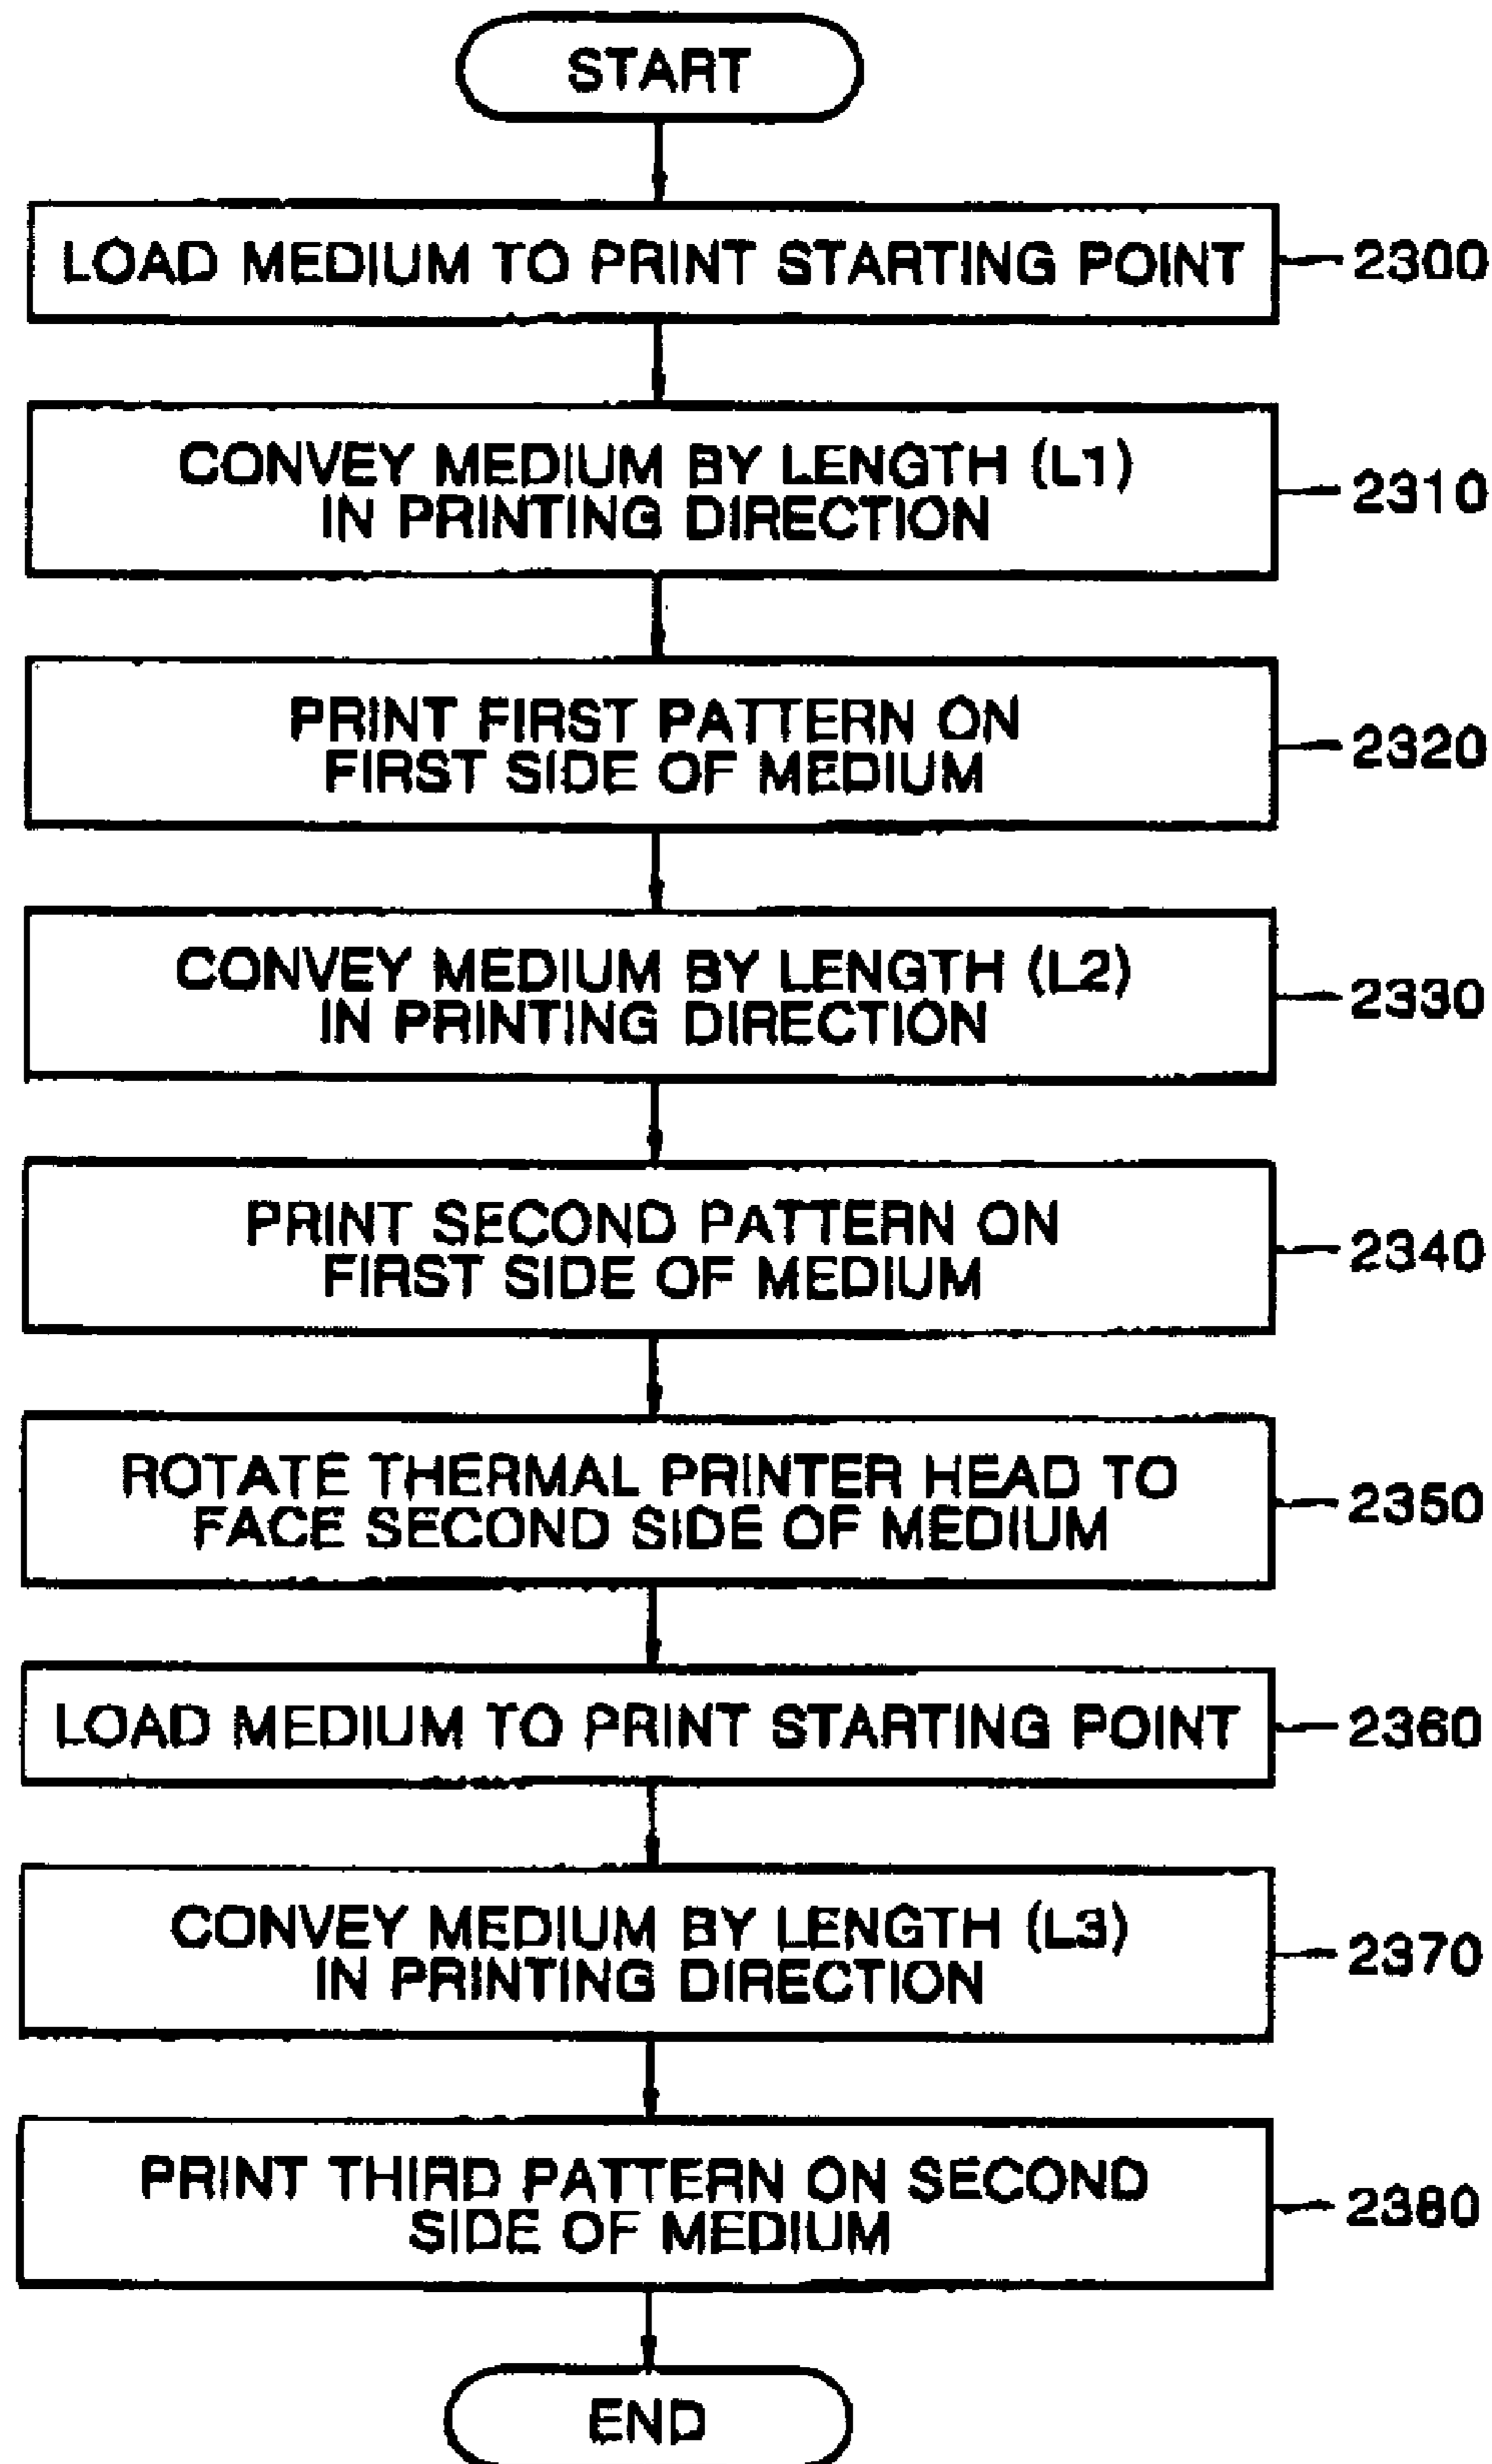 START
LOAD MEDIUM TO PRINT STARTING POINT
2300
CONVEY MEDIUM BY LENGTH (L1)
IN PRINTING DIRECTION
2310
PRINT FIRST PATTERN ON
FIRST SIDE OF MEDIUM
2320
CONVEY MEDIUM BY LENGTH (L2)
IN PRINTING DIRECTION
2330
PRINT SECOND PATTERN ON
FIRST SIDE OF MEDIUM
2340
ROTATE THERMAL PRINTER HEAD TO
FACE SECOND SIDE OF MEDIUM
2350
LOAD MEDIUM TO PRINT STARTING POINT
2360
CONVEY MEDIUM BY LENGTH (L3)
IN PRINTING DIRECTION
2370
PRINT THIRD PATTERN ON SECOND
SIDE OF MEDIUM
2380
END